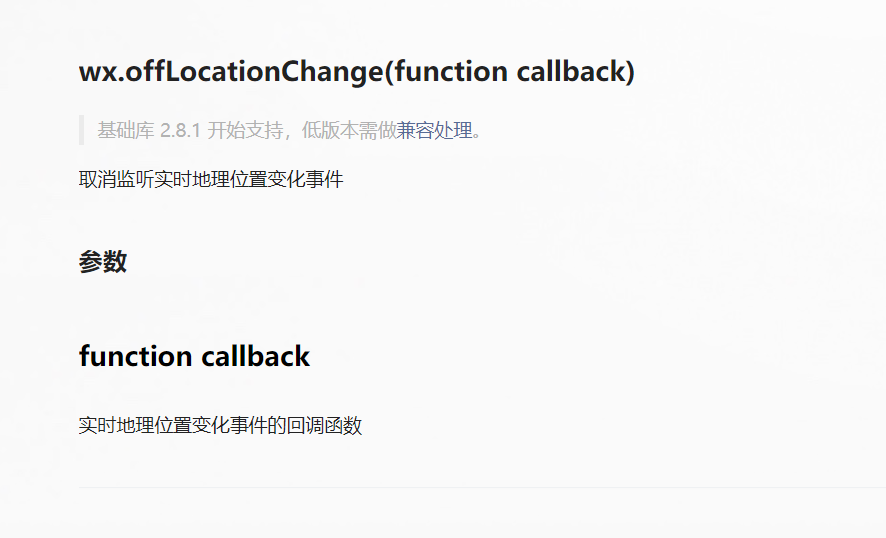 wx.offLocationChange(function callback)
基础库 2.8.1 开始支持，低版本需做兼容处理。
取消监听实时地理位置变化事件
参数
function callback
实时地理位置变化事件的回调函数